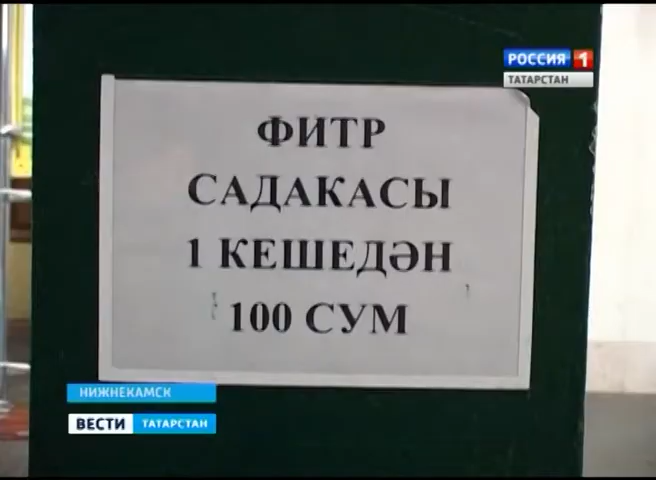 РОССИЯ 1
ТАТАРСТАН
ФИТР
САДАКАСЫ
1 КЕШЕДӘН
100 СУМ
НИЖНЕКАМСК
ВЕСТИ ТАТАРСТАН